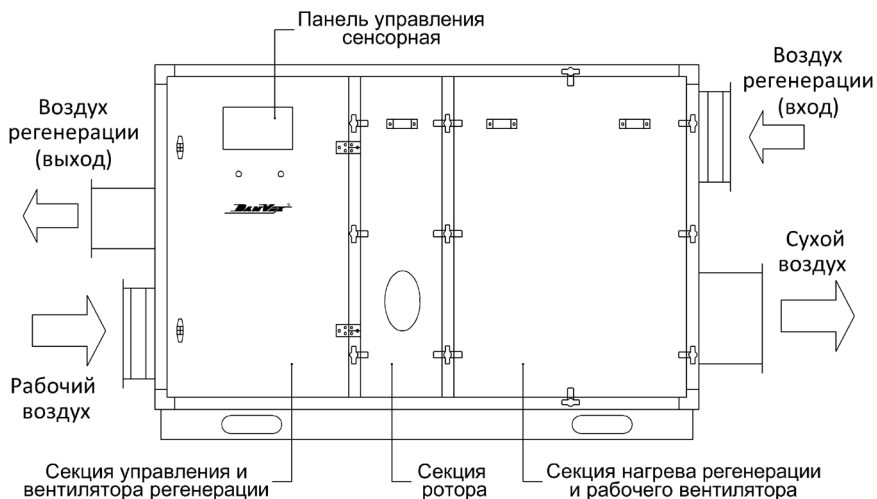 Панель управления
сенсорная
Воздух
регенерации
(вход)
Воздух
регенерации
(выход)
DanVex
Сухой
воздух
Рабочий
воздух
Секция управления и
вентилятора регенерации
Секция
ротора
Секция нагрева регенерации
и рабочего вентилятора